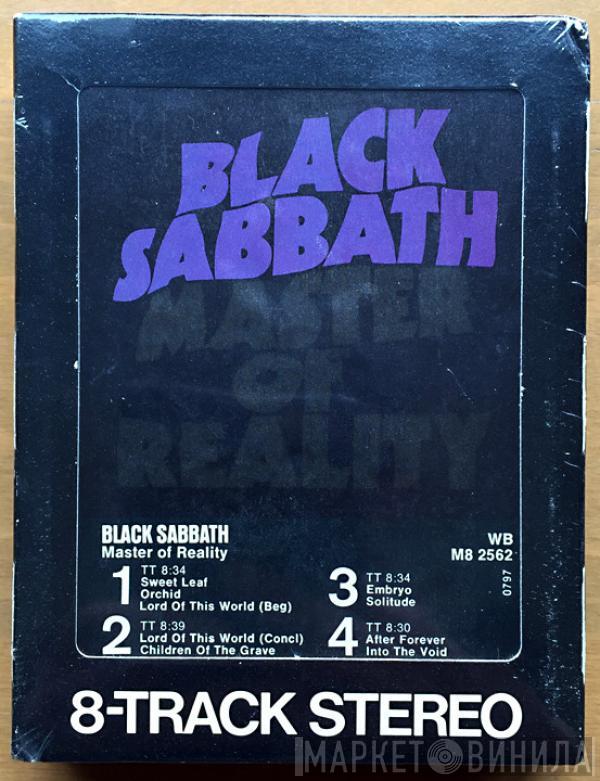 BLACK
SABBATH
MASTER
OF
REALITY
BLACK SABBATH
Master of Reality
WB
M8 2562
0797
1 TT 8:34
Sweet Leaf
Orchid
Lord Of This World (Beg)
2 TT 8:39
Lord Of This World (Concl)
Children Of The Grave
3 TT 8:34
Embryo
Solitude
4 TT 8:30
After Forever
Into The Void
8-TRACK STEREO
МАРКЕТ ВИНИЛА